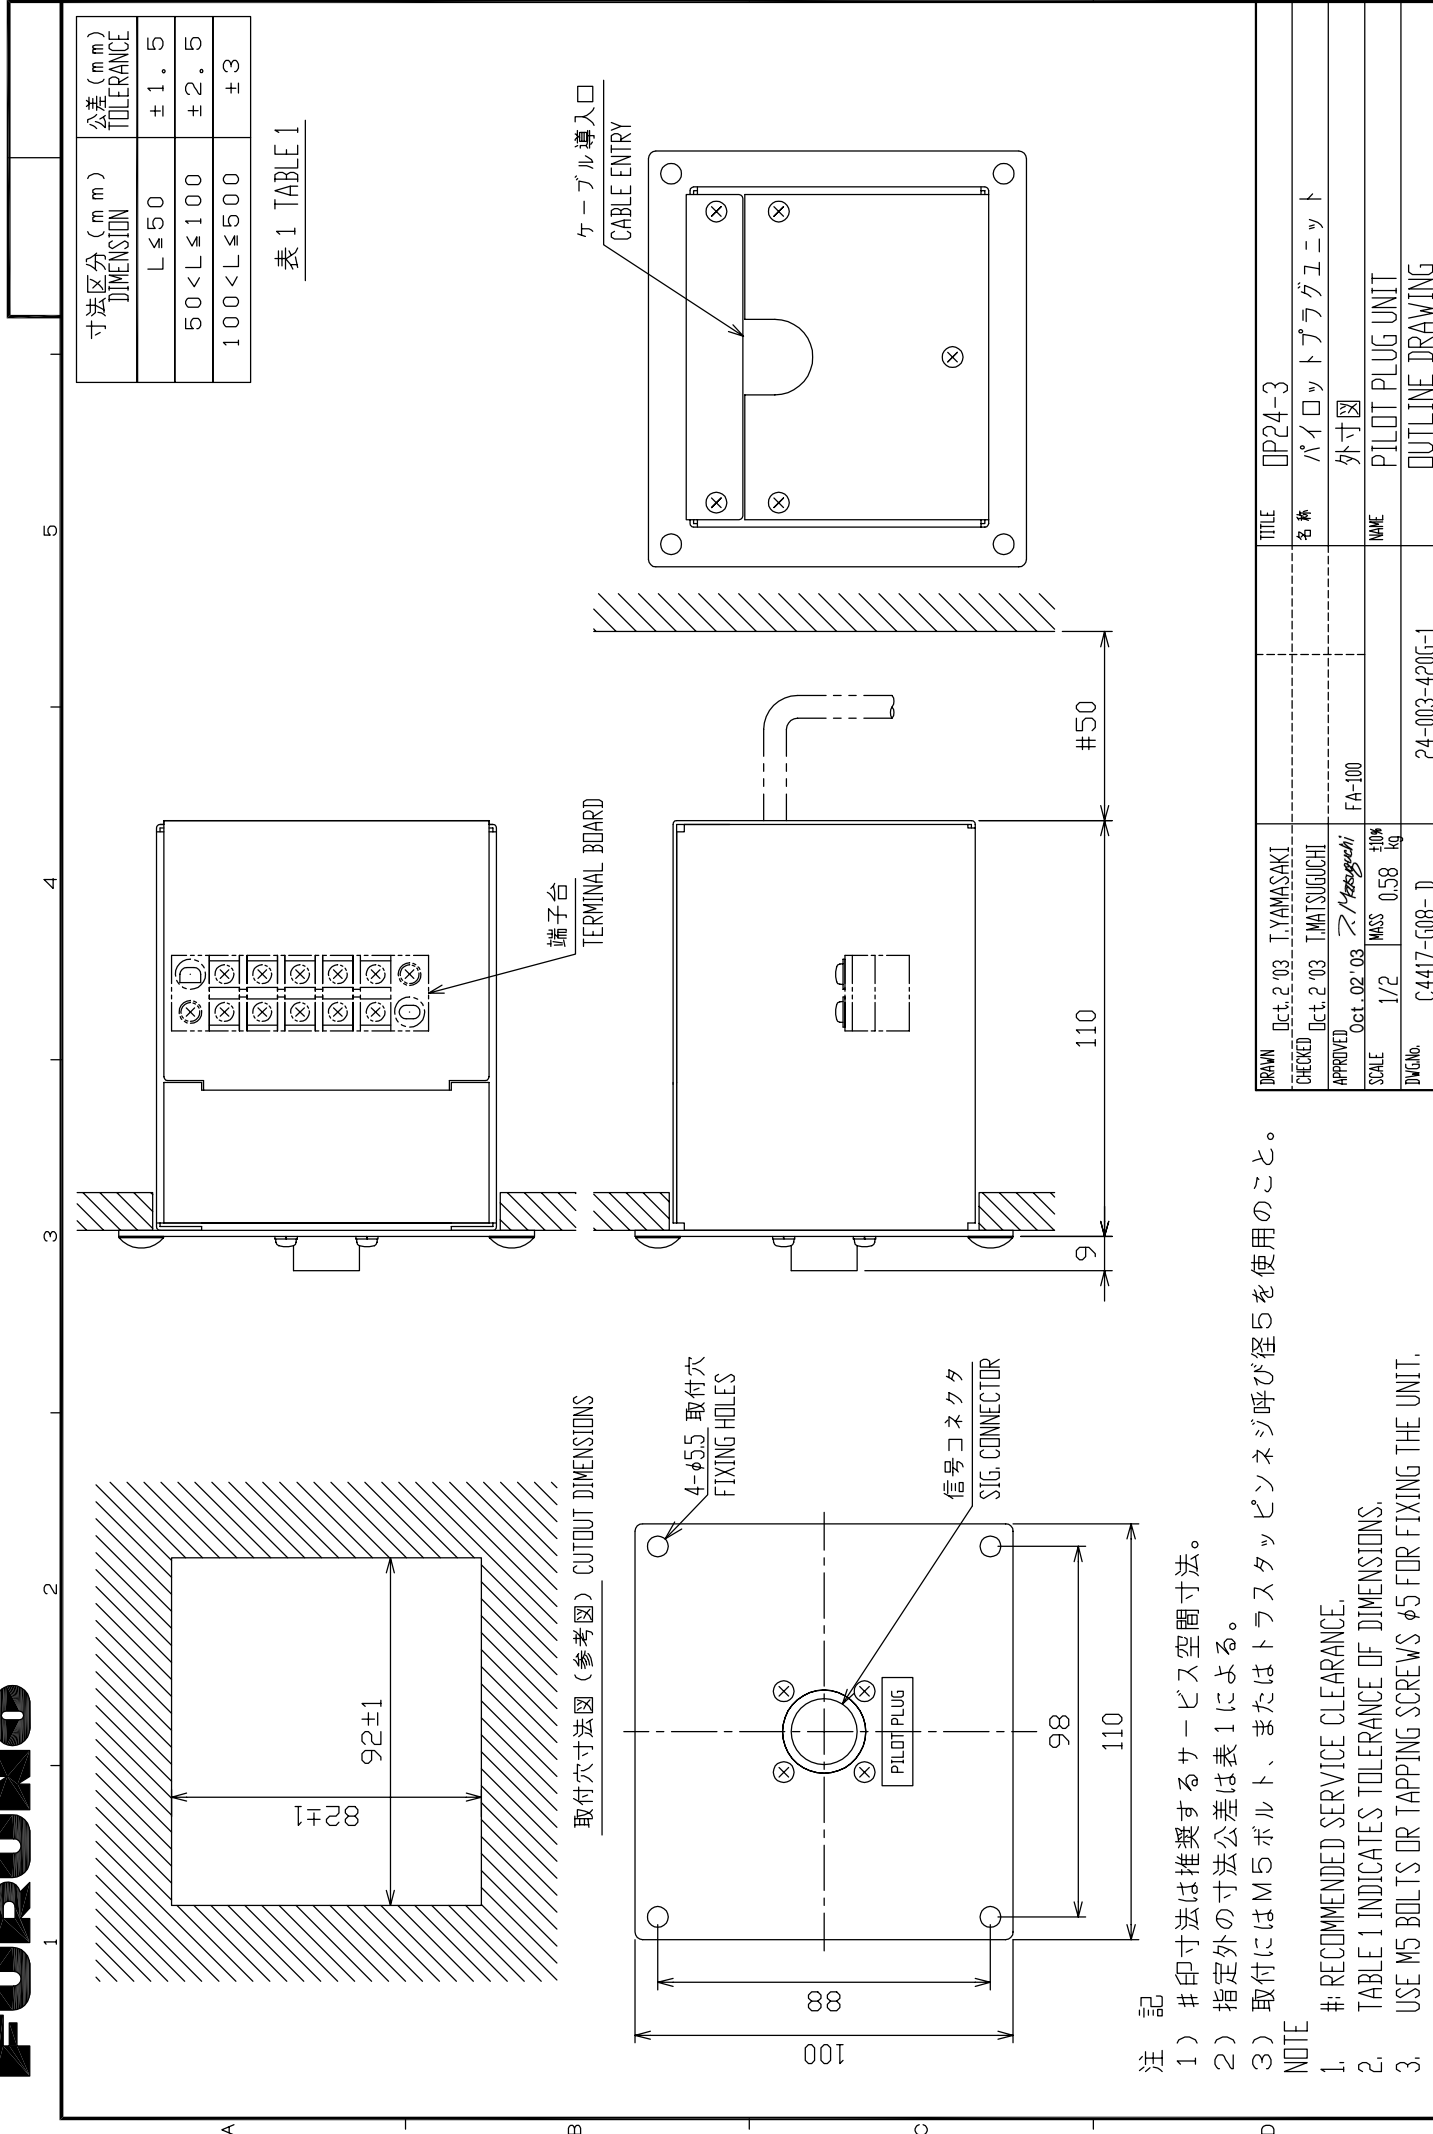 FURUNO
1
2
3
4
5
A
B
C
D
寸法区分（mm）
DIMENSION
公差（mm）
TOLERANCE
L≦50
±1.5
50<L≦100
±2.5
100<L≦500
±3
表1 TABLE 1
92±1
82±1
取付穴寸法図（参考図） CUTOUT DIMENSIONS
端子台
TERMINAL BOARD
ケーブル導入口
CABLE ENTRY
4-φ5.5 取付穴
FIXING HOLES
信号コネクタ
SIG. CONNECTOR
PILOT PLUG
88
100
98
110
9
110
#50
注 記
1） #印寸法は推奨するサービス空間寸法。
2） 指定外の寸法公差は表1による。
3） 取付にはM5ボルト、またはトラスタッピンネジ呼び径5を使用のこと。
NOTE
1. #: RECOMMENDED SERVICE CLEARANCE.
2. TABLE 1 INDICATES TOLERANCE OF DIMENSIONS.
3. USE M5 BOLTS OR TAPPING SCREWS φ5 FOR FIXING THE UNIT.
DRAWN Oct. 2 '03 T.YAMASAKI
CHECKED Oct. 2 '03 T.MATSUGUCHI
APPROVED Oct. 02 '03 T. Matsuguchi FA-100
SCALE 1/2 MASS 0.58 ±10% kg
DWG.No. C4417-G08- D 24-003-420G-1
TITLE OP24-3
名称 パイロットプラグユニット
外寸図
NAME PILOT PLUG UNIT
OUTLINE DRAWING